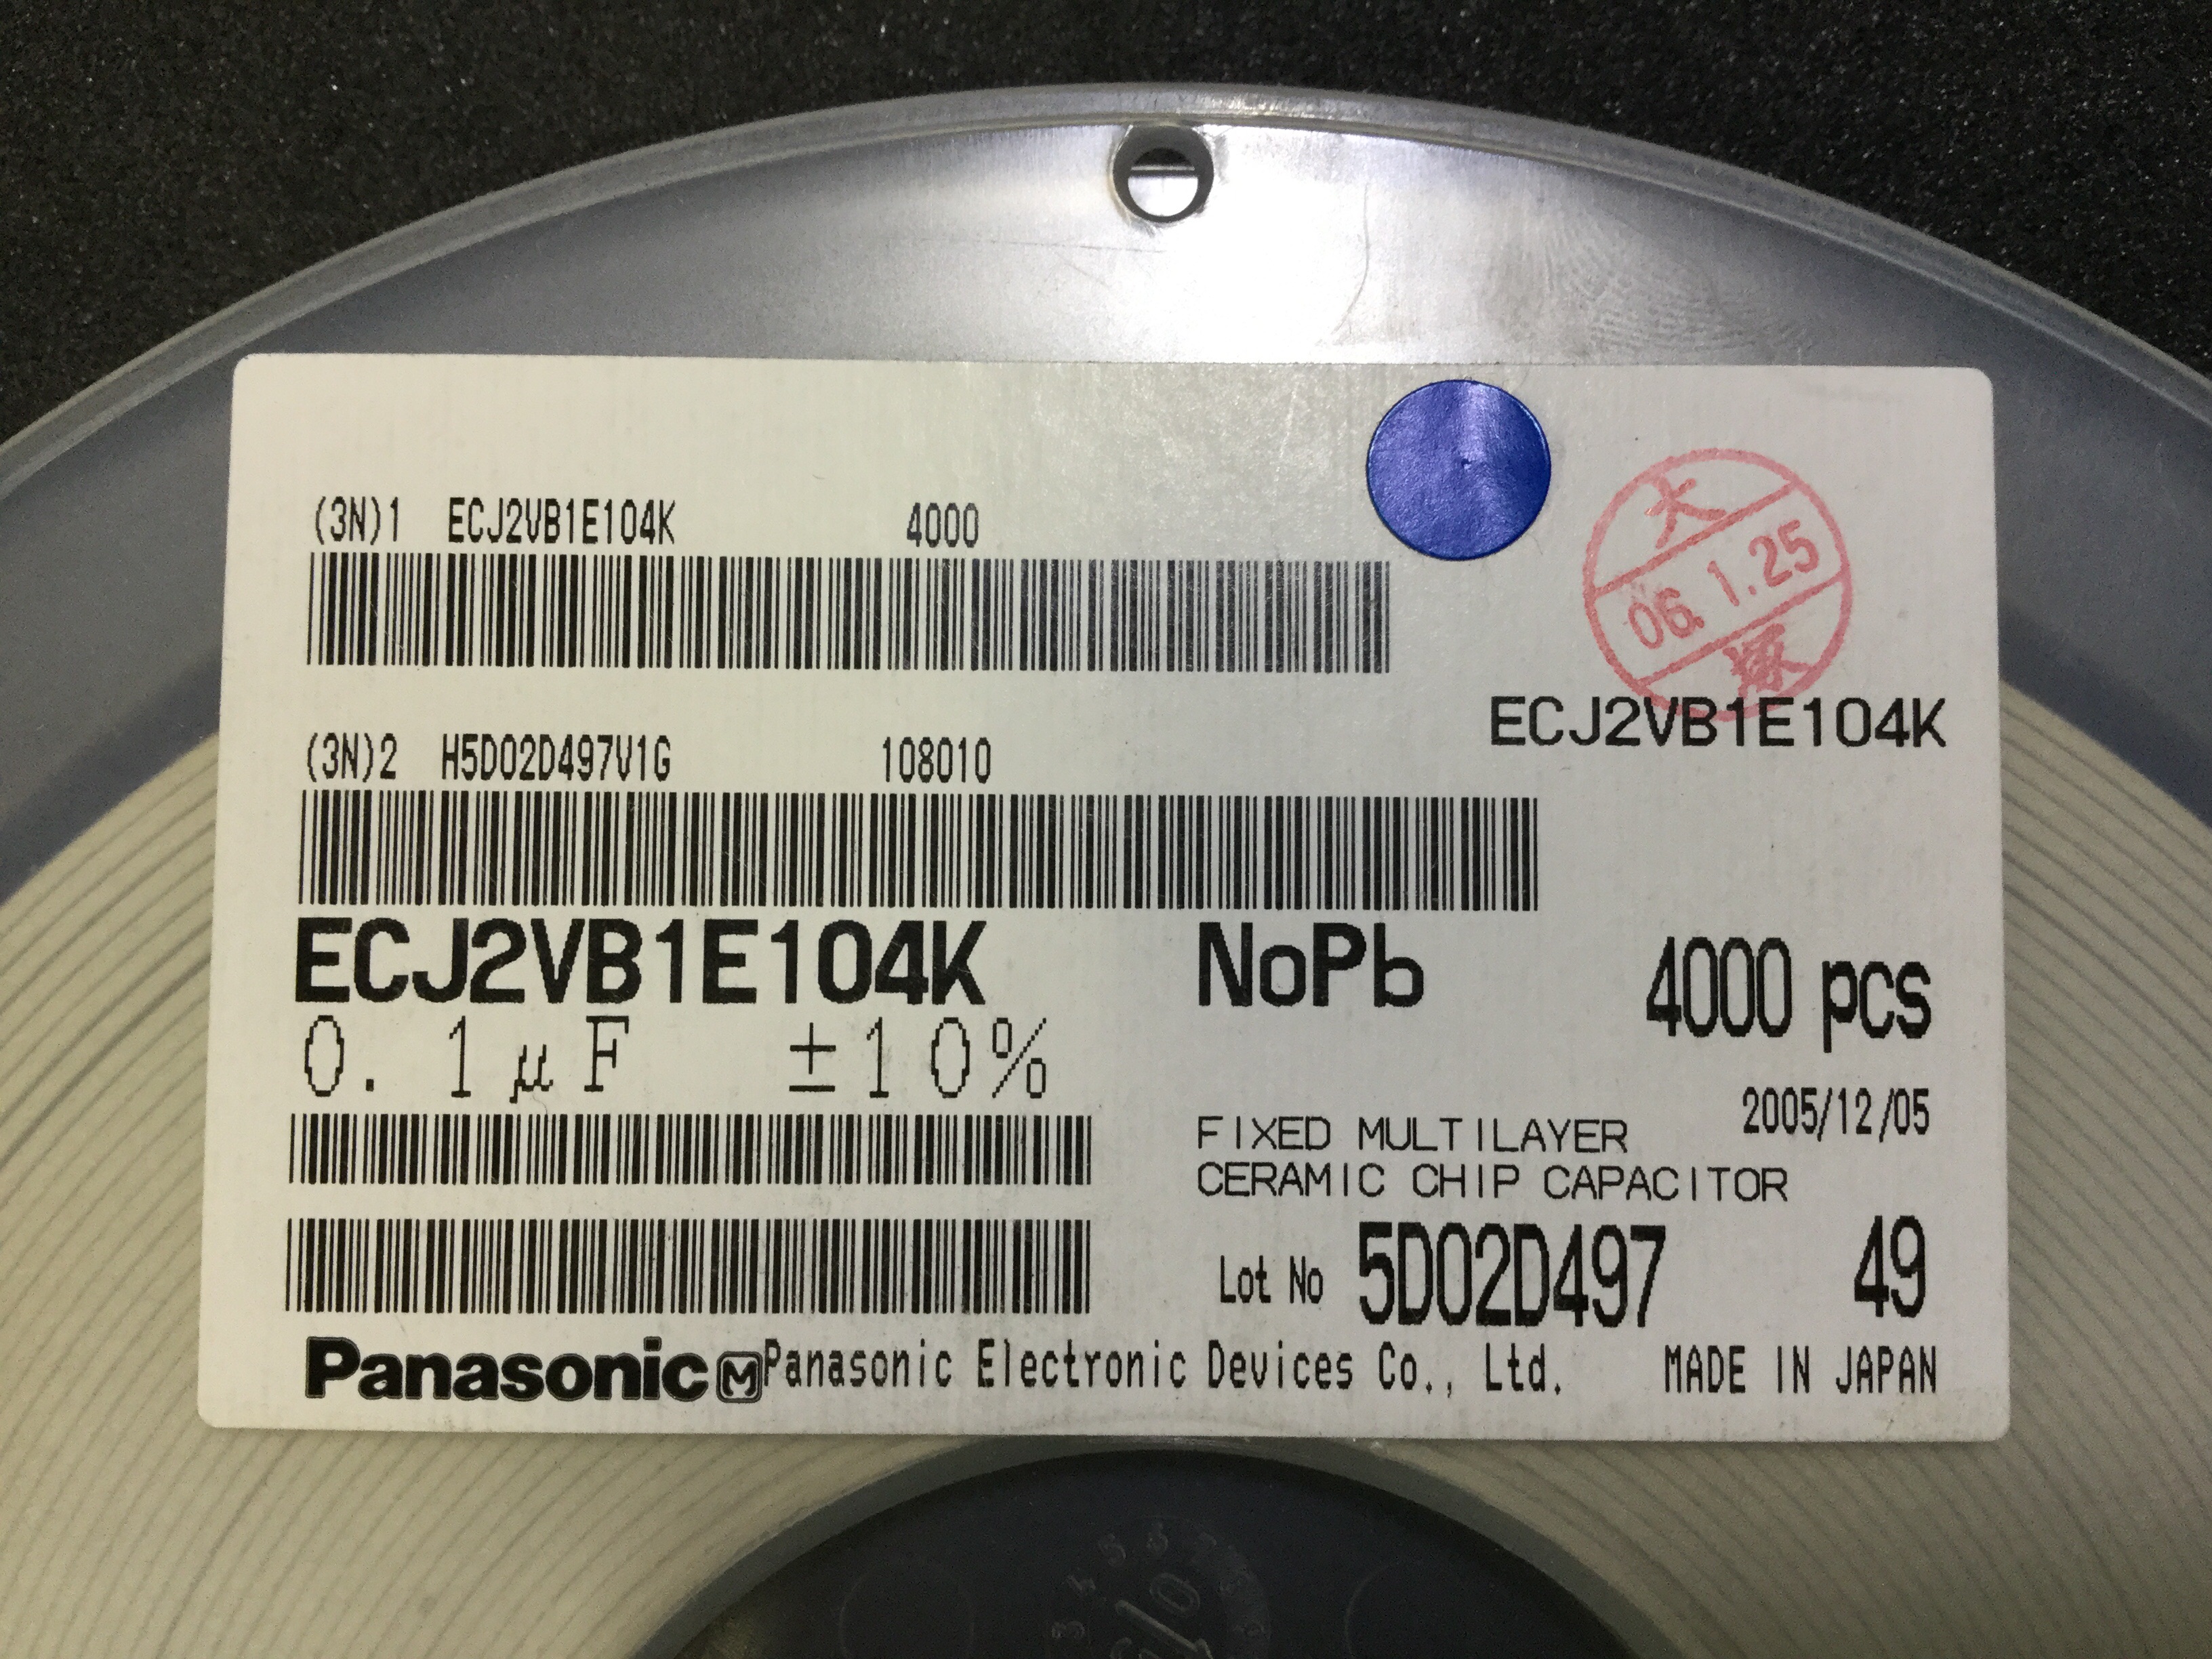 (3N)1 ECJ2VB1E104K 4000
大
06.1.25
塚
ECJ2VB1E104K
(3N)2 H5D02D497V1G 108010
ECJ2VB1E104K NoPb 4000 pcs
0.1μF ±10%
2005/12/05
FIXED MULTILAYER
CERAMIC CHIP CAPACITOR
Lot No 5D02D497 49
Panasonic M Panasonic Electronic Devices Co., Ltd. MADE IN JAPAN